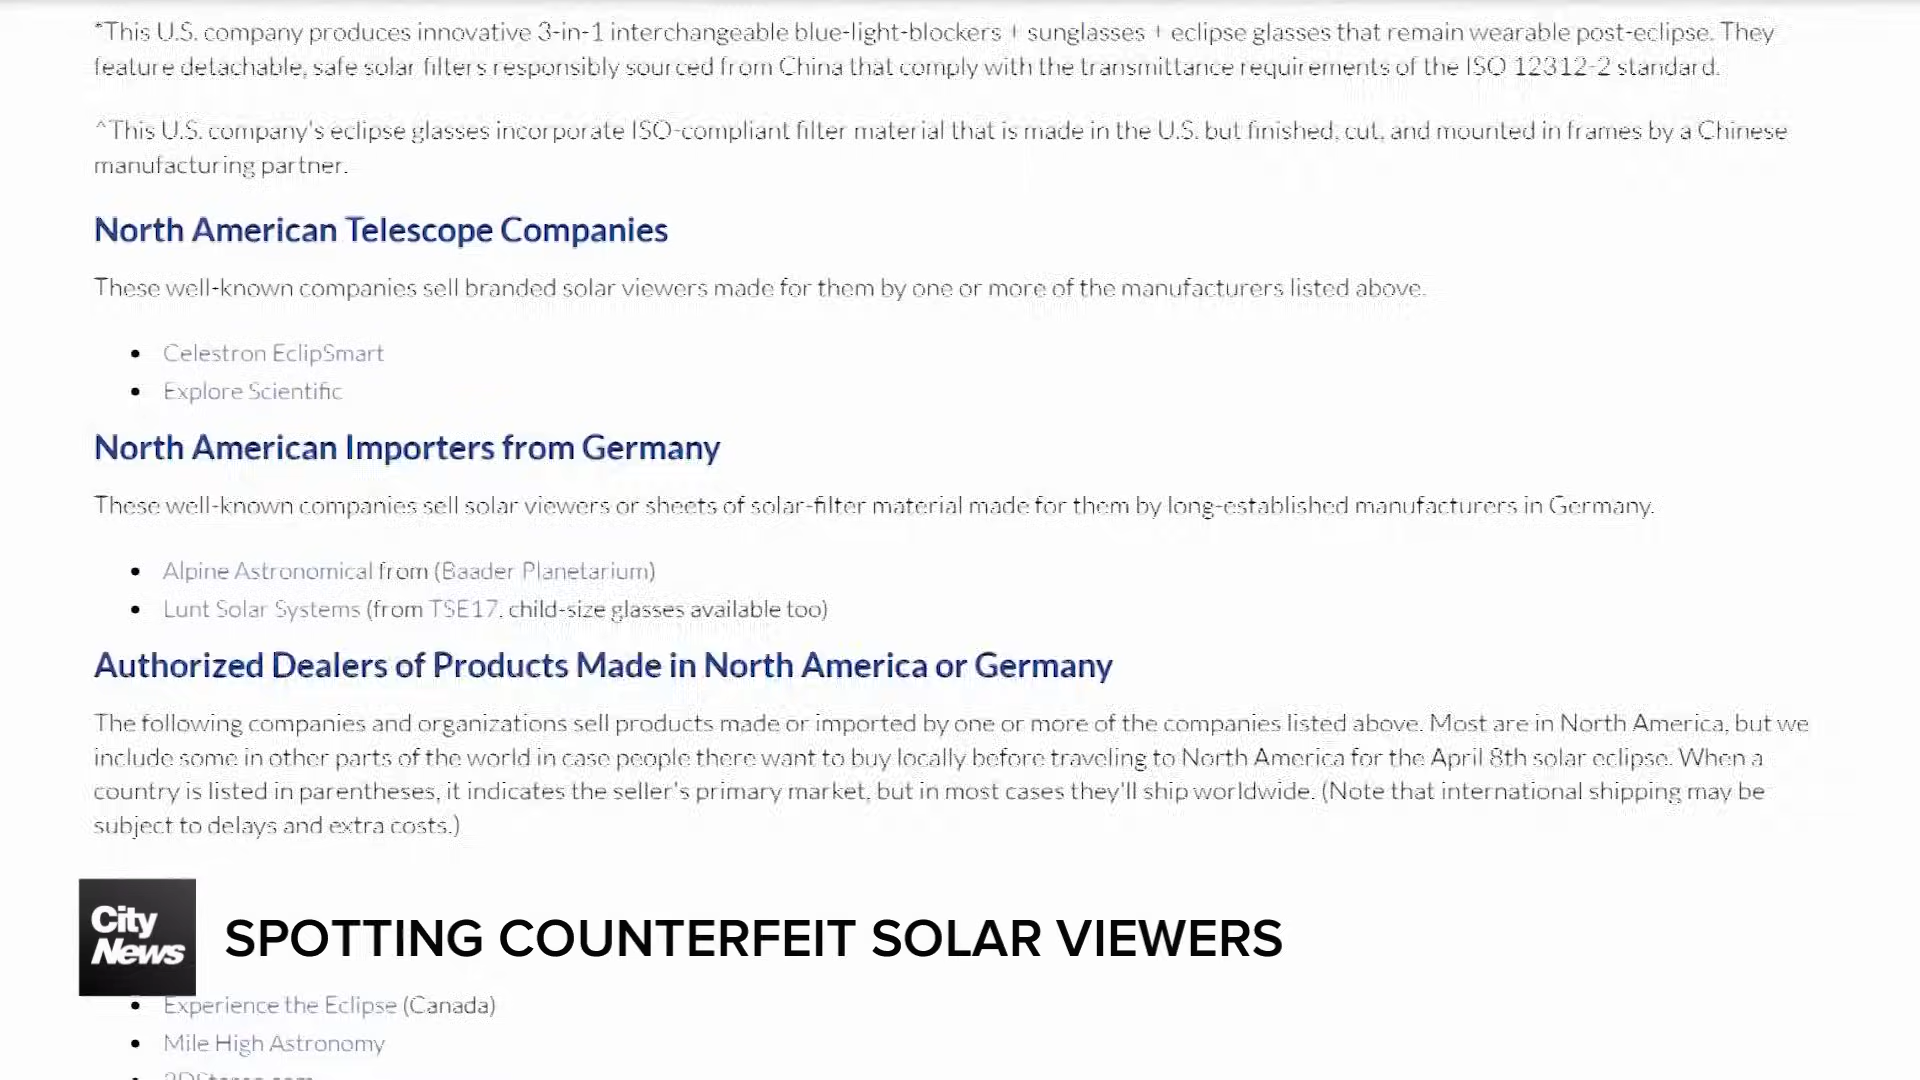 *This U.S. company produces innovative 3-in-1 interchangeable blue-light-blockers + sunglasses + eclipse glasses that remain wearable post-eclipse. They
feature detachable, safe solar filters responsibly sourced from China that comply with the transmittance requirements of the ISO 12312-2 standard.
^This U.S. company's eclipse glasses incorporate ISO-compliant filter material that is made in the U.S. but finished, cut, and mounted in frames by a Chinese
manufacturing partner.
North American Telescope Companies
These well-known companies sell branded solar viewers made for them by one or more of the manufacturers listed above.
• Celestron EclipSmart
• Explore Scientific
North American Importers from Germany
These well-known companies sell solar viewers or sheets of solar-filter material made for them by long-established manufacturers in Germany.
• Alpine Astronomical from (Baader Planetarium)
• Lunt Solar Systems (from TSE17, child-size glasses available too)
Authorized Dealers of Products Made in North America or Germany
The following companies and organizations sell products made or imported by one or more of the companies listed above. Most are in North America, but we
include some in other parts of the world in case people there want to buy locally before traveling to North America for the April 8th solar eclipse. When a
country is listed in parentheses, it indicates the seller's primary market, but in most cases they'll ship worldwide. (Note that international shipping may be
subject to delays and extra costs.)
City
News
SPOTTING COUNTERFEIT SOLAR VIEWERS
• Experience the Eclipse (Canada)
• Mile High Astronomy